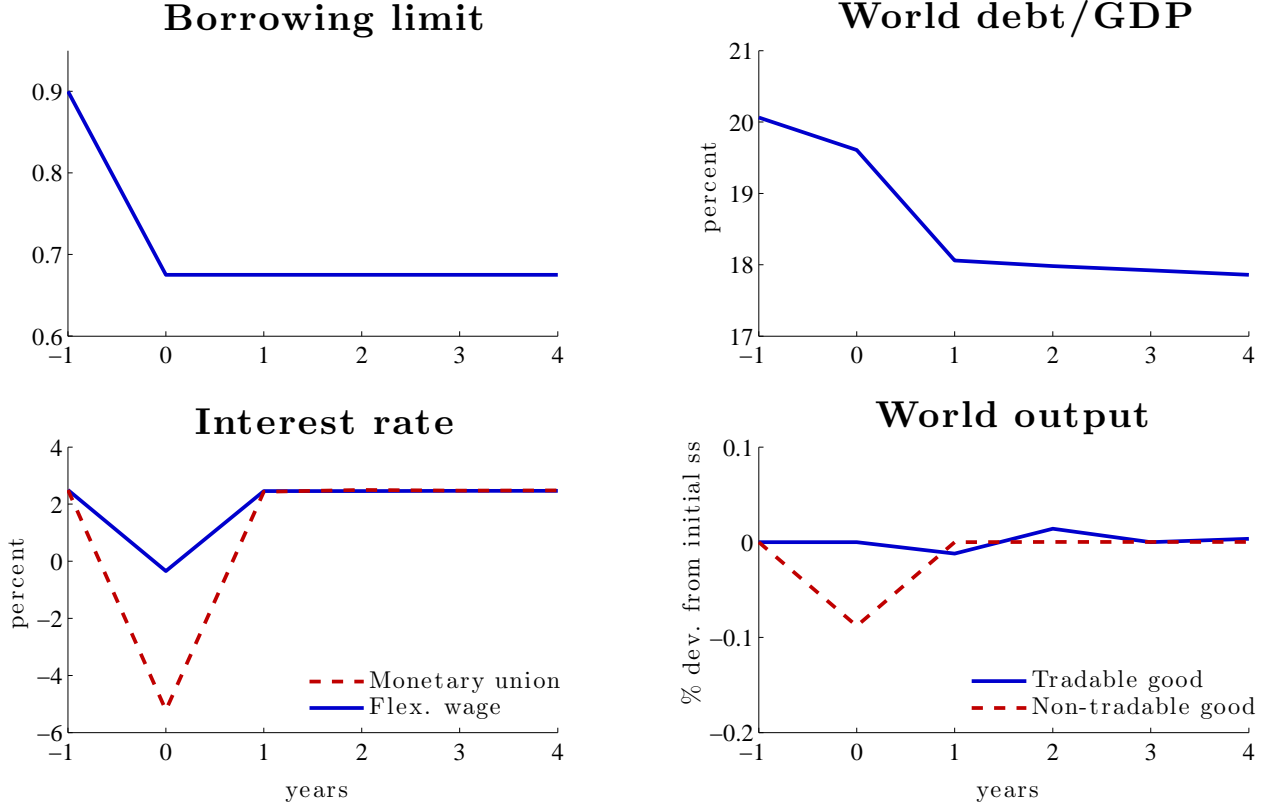 Borrowing limit
0.9
0.8
0.7
0.6
−1 0 1 2 3 4
World debt/GDP
percent
21
20
19
18
17
−1 0 1 2 3 4
Interest rate
percent
4
2
0
−2
−4
−6
−1 0 1 2 3 4
years
Monetary union
Flex. wage
World output
% dev. from initial ss
0.1
0
−0.1
−0.2
−1 0 1 2 3 4
years
Tradable good
Non-tradable good